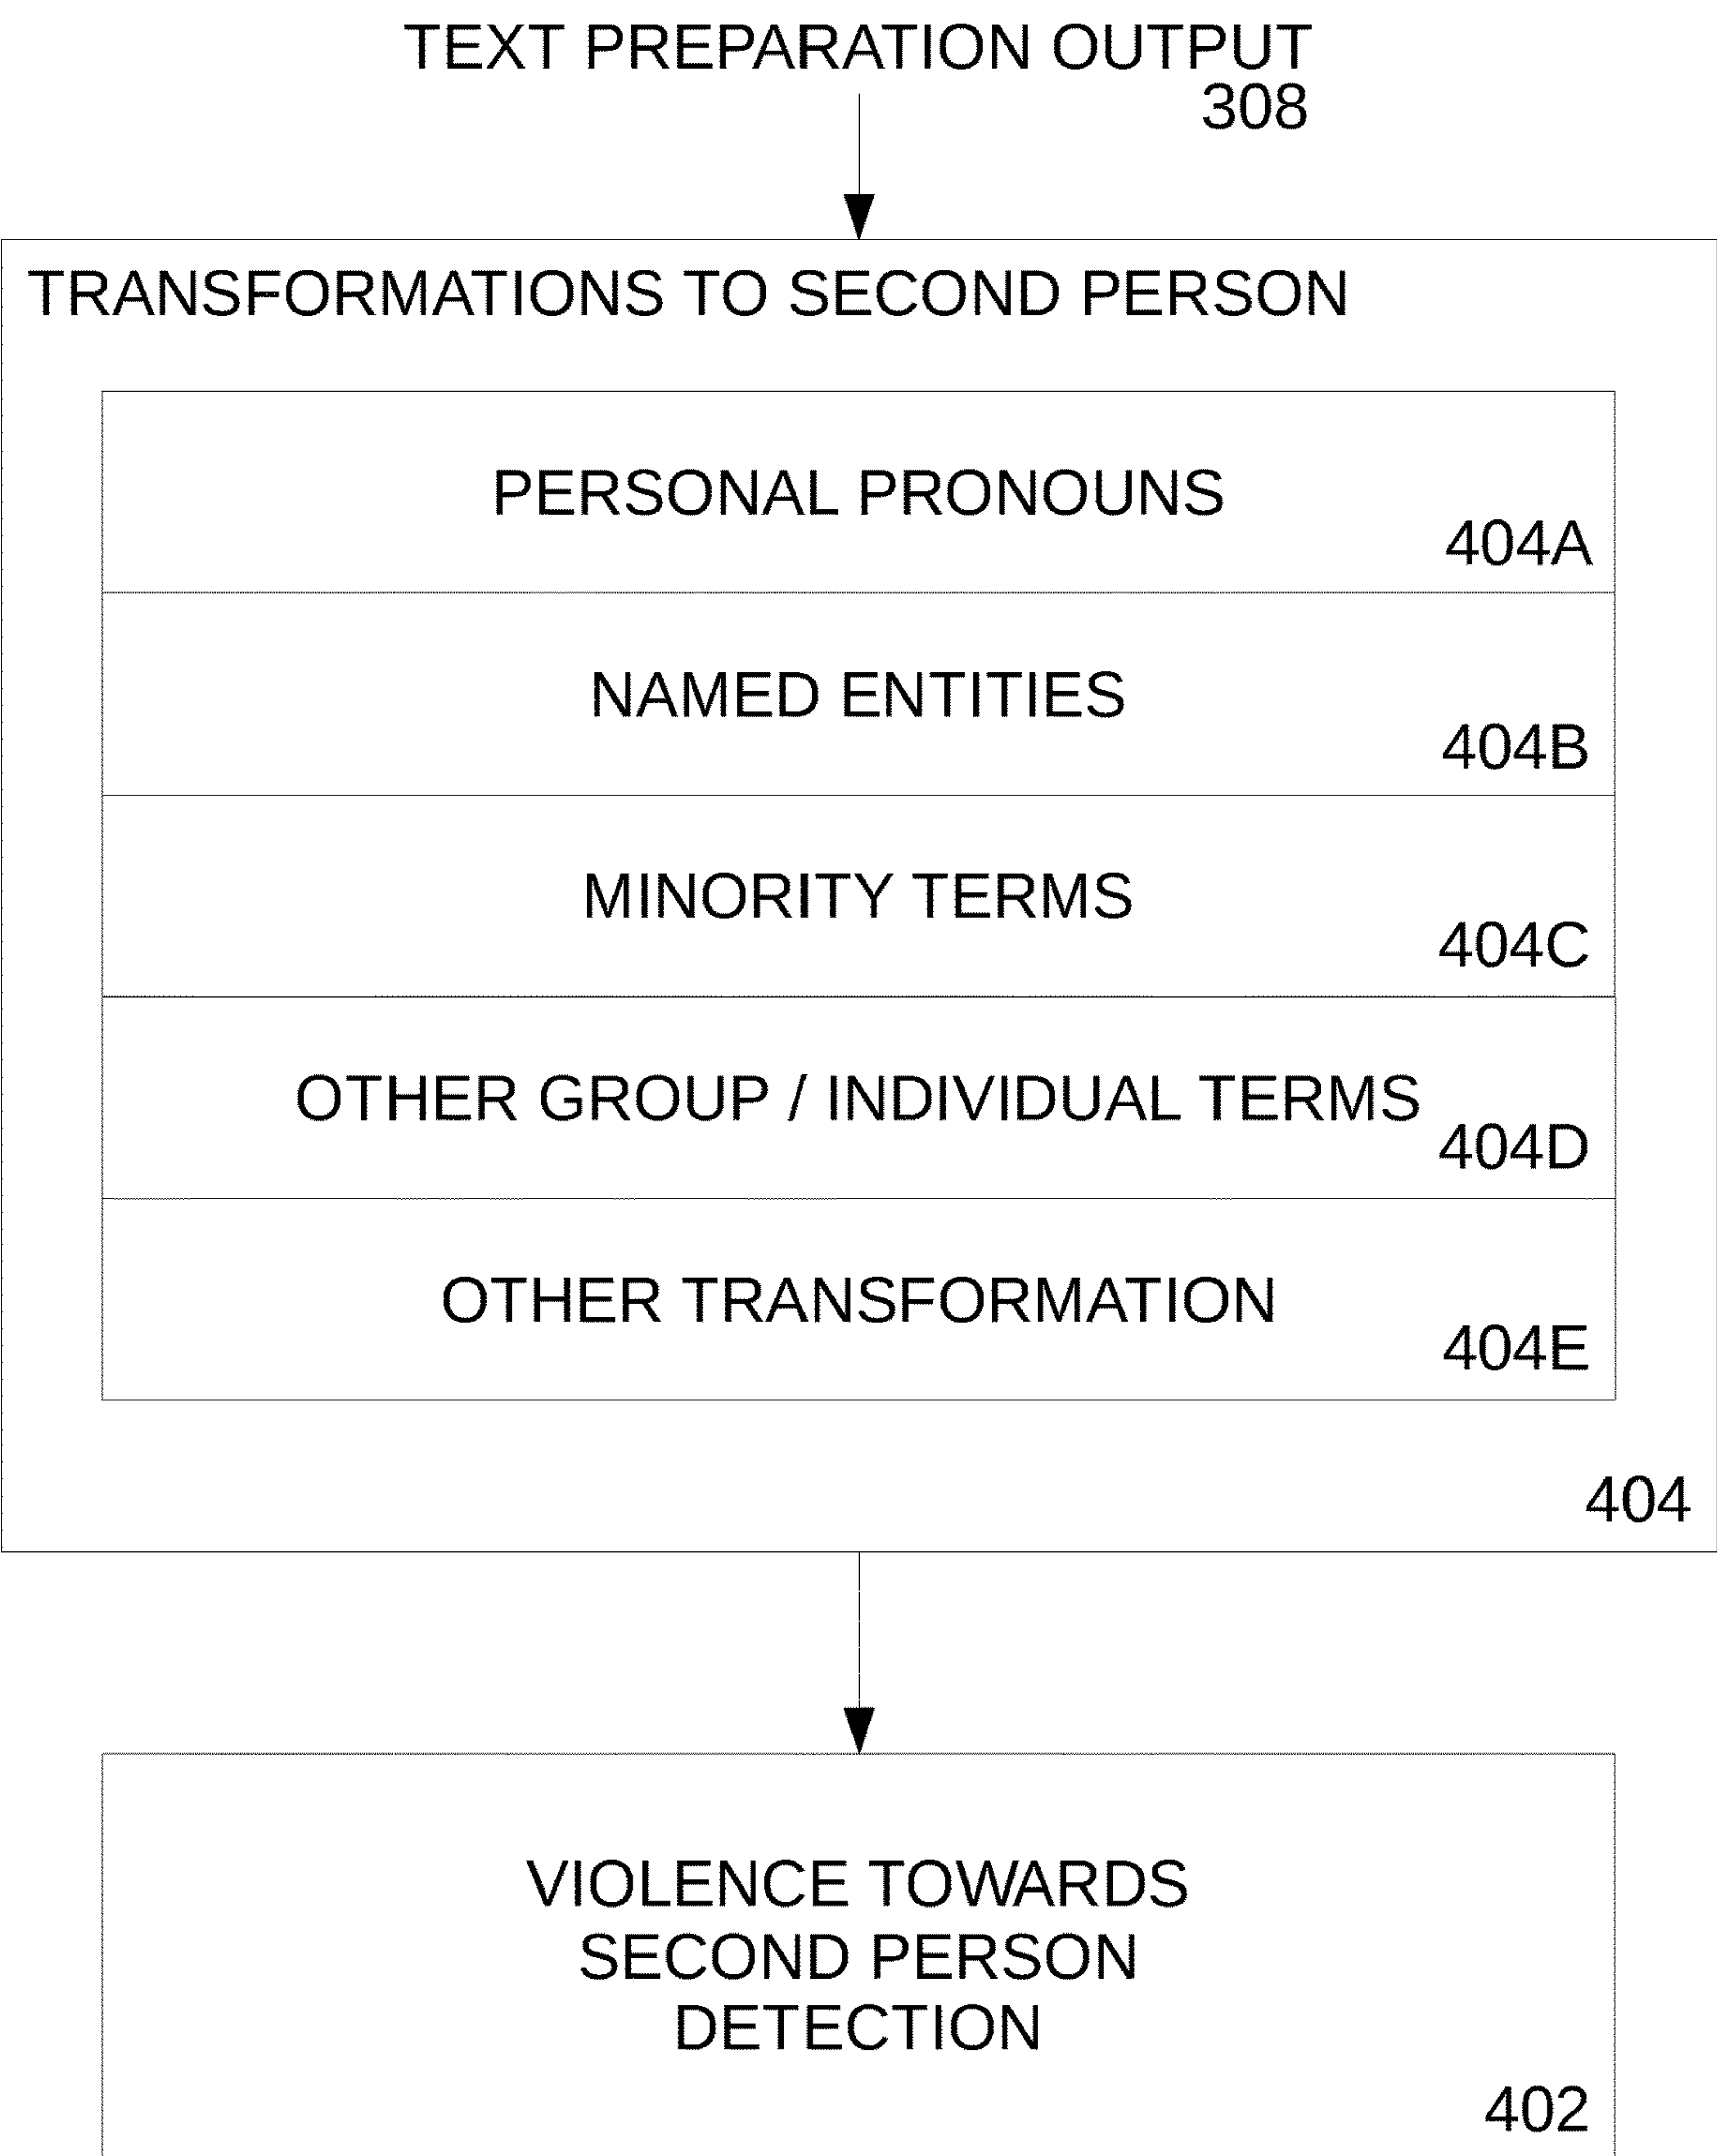 TEXT PREPARATION OUTPUT
308
TRANSFORMATIONS TO SECOND PERSON
PERSONAL PRONOUNS
404A
NAMED ENTITIES
404B
MINORITY TERMS
404C
OTHER GROUP / INDIVIDUAL TERMS
404D
OTHER TRANSFORMATION
404E
404
VIOLENCE TOWARDS
SECOND PERSON
DETECTION
402